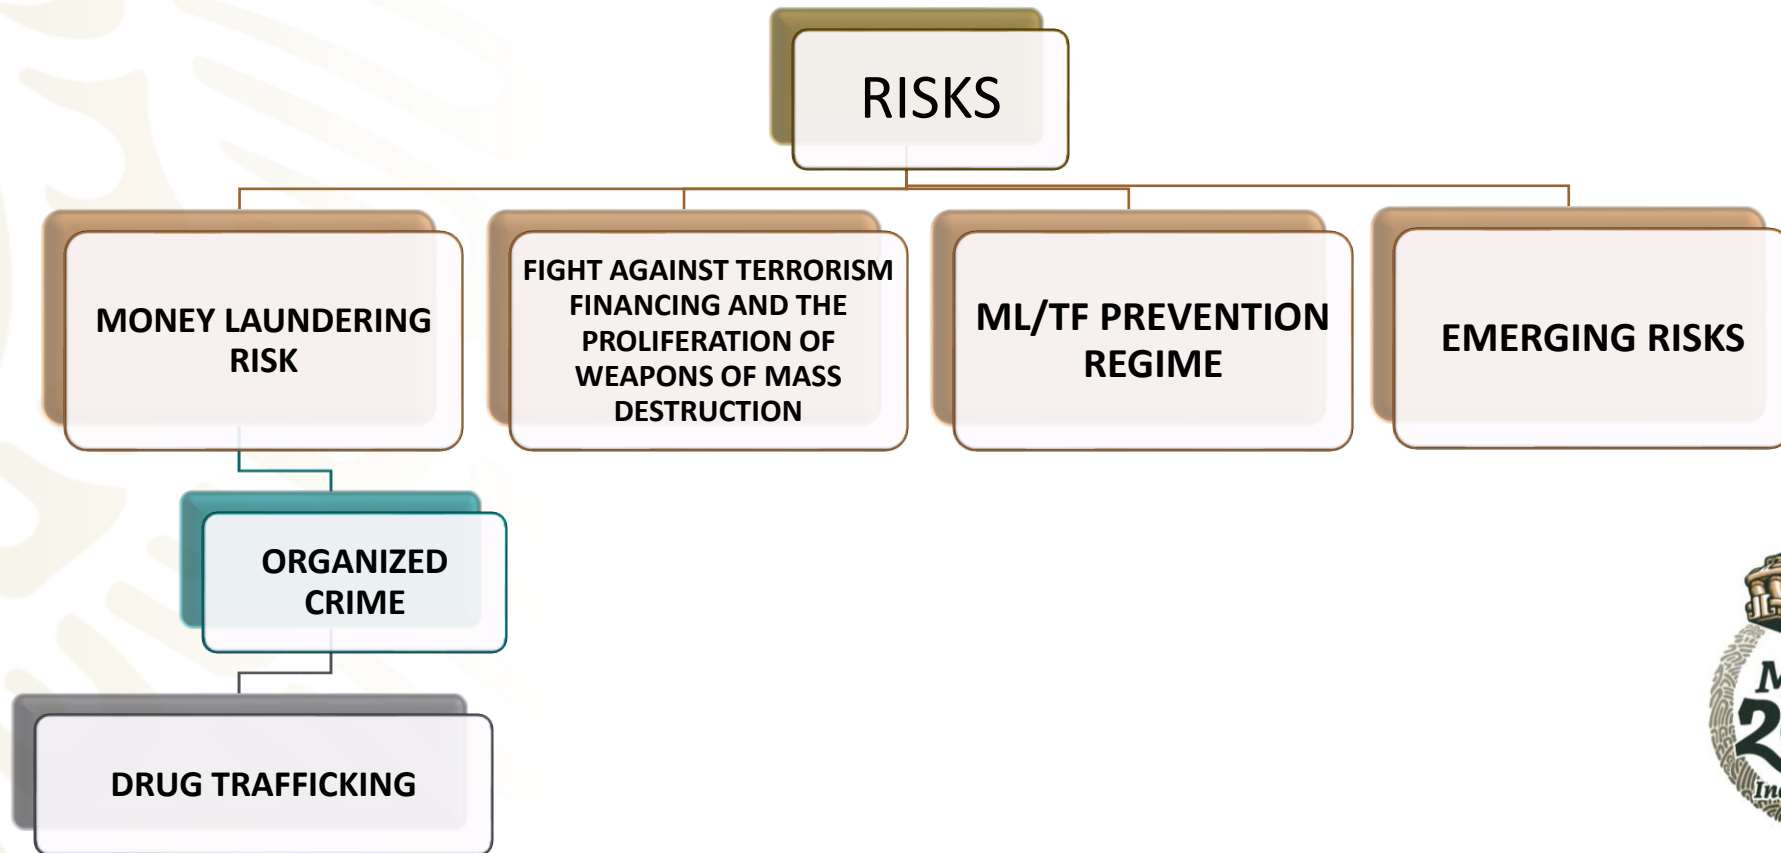 RISKS
MONEY LAUNDERING
RISK
FIGHT AGAINST TERRORISM
FINANCING AND THE
PROLIFERATION OF
WEAPONS OF MASS
DESTRUCTION
ML/TF PREVENTION
REGIME
EMERGING RISKS
ORGANIZED
CRIME
DRUG TRAFFICKING